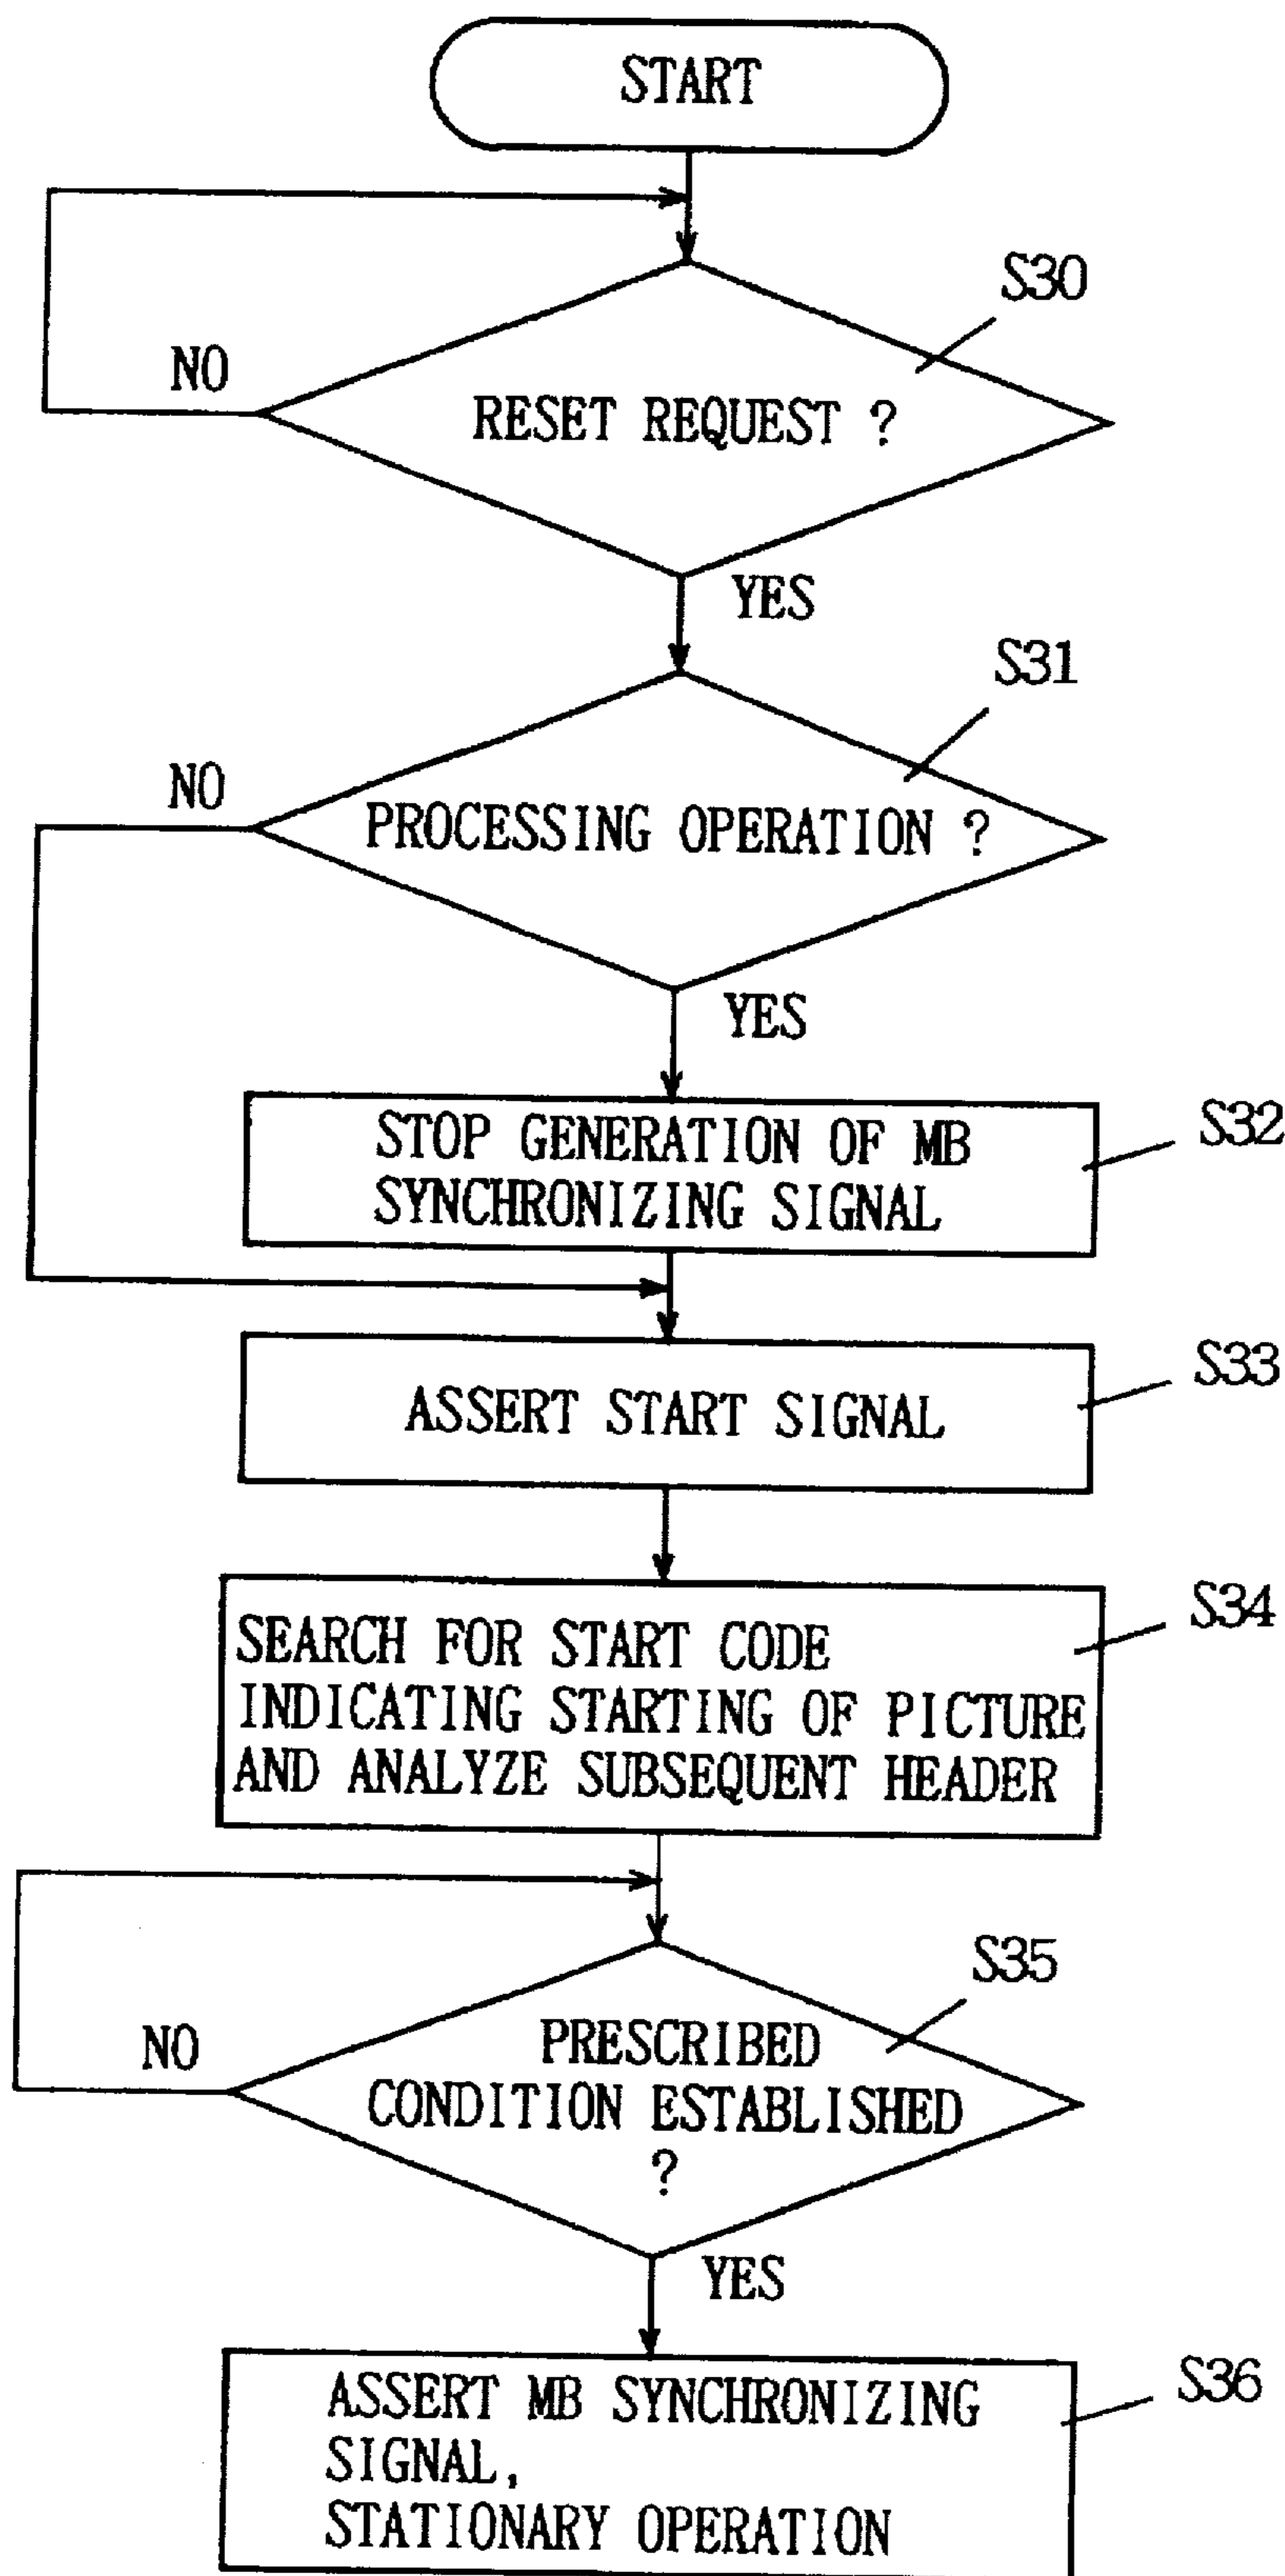 START
S30
NO
RESET REQUEST ?
YES
S31
NO
PROCESSING OPERATION ?
YES
STOP GENERATION OF MB
SYNCHRONIZING SIGNAL
S32
ASSERT START SIGNAL
S33
SEARCH FOR START CODE
INDICATING STARTING OF PICTURE
AND ANALYZE SUBSEQUENT HEADER
S34
S35
NO
PRESCRIBED
CONDITION ESTABLISHED
?
YES
ASSERT MB SYNCHRONIZING
SIGNAL,
STATIONARY OPERATION
S36